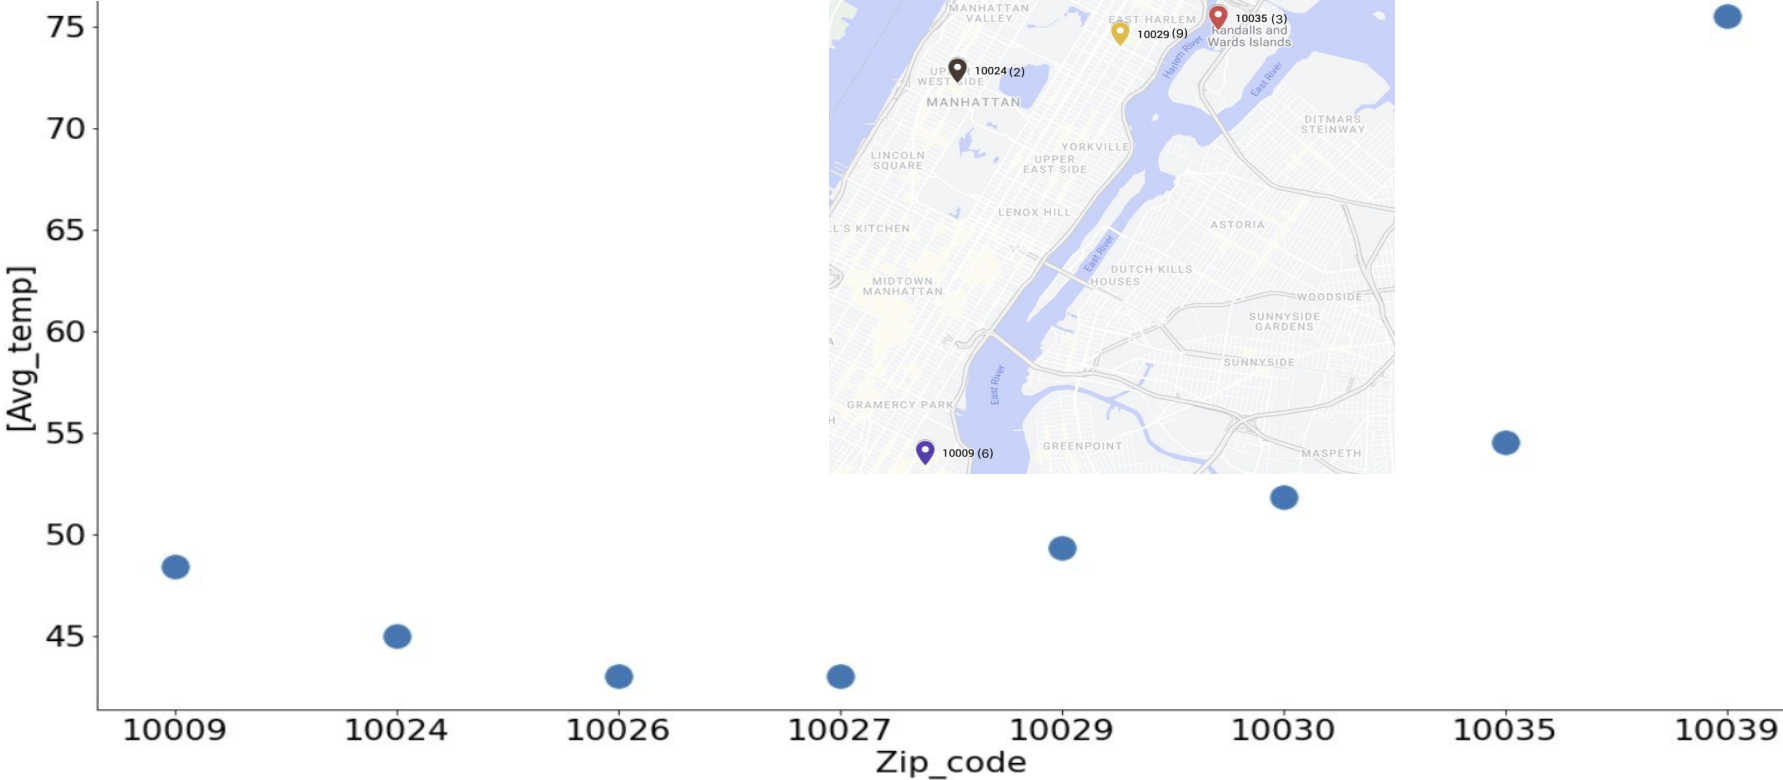 75
70
65
60
55
50
45
[Avg_temp]
MANHATTAN
VALLEY
EAST HARLEM
10035 (3)
10029 (9)
Randalls and
Wards Islands
Harlem River
East River
10024 (2)
UPPER
WEST SIDE
MANHATTAN
DITMARS
STEINWAY
LINCOLN
SQUARE
YORKVILLE
UPPER
EAST SIDE
LENOX HILL
L'S KITCHEN
ASTORIA
East River
DUTCH KILLS
HOUSES
MIDTOWN
MANHATTAN
WOODSIDE
SUNNYSIDE
GARDENS
A
SUNNYSIDE
East River
GRAMERCY PARK
H
GREENPOINT
MASPETH
10009 (6)
10009 10024 10026 10027 10029 10030 10035 10039
Zip_code